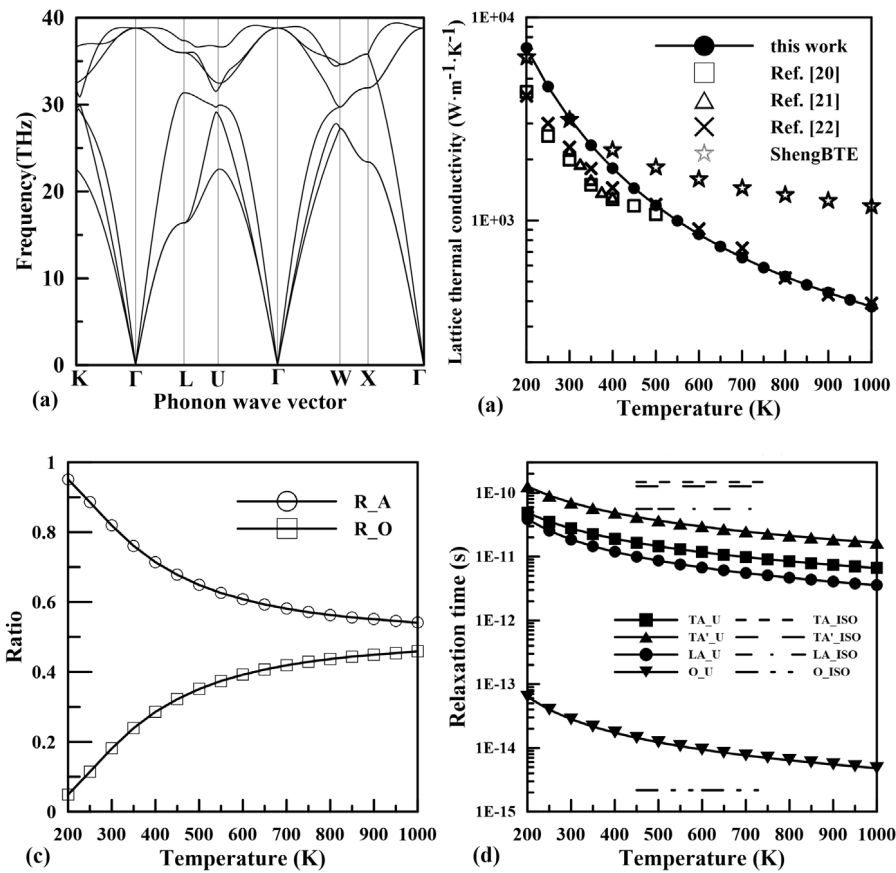 40
30
20
10
0
Frequency(THz)
K Γ L U Γ W X Γ
(a) Phonon wave vector
1E+04
1E+03
Lattice thermal conductivity (W·m⁻¹·K⁻¹)
this work
Ref. [20]
Ref. [21]
Ref. [22]
ShengBTE
200 300 400 500 600 700 800 900 1000
(a) Temperature (K)
1
0.8
0.6
0.4
0.2
0
Ratio
R_A
R_O
200 300 400 500 600 700 800 900 1000
(c) Temperature (K)
1E-10
1E-11
1E-12
1E-13
1E-14
1E-15
Relaxation time (s)
TA_U TA_ISO
TA'_U TA'_ISO
LA_U LA_ISO
O_U O_ISO
200 300 400 500 600 700 800 900 1000
(d) Temperature (K)